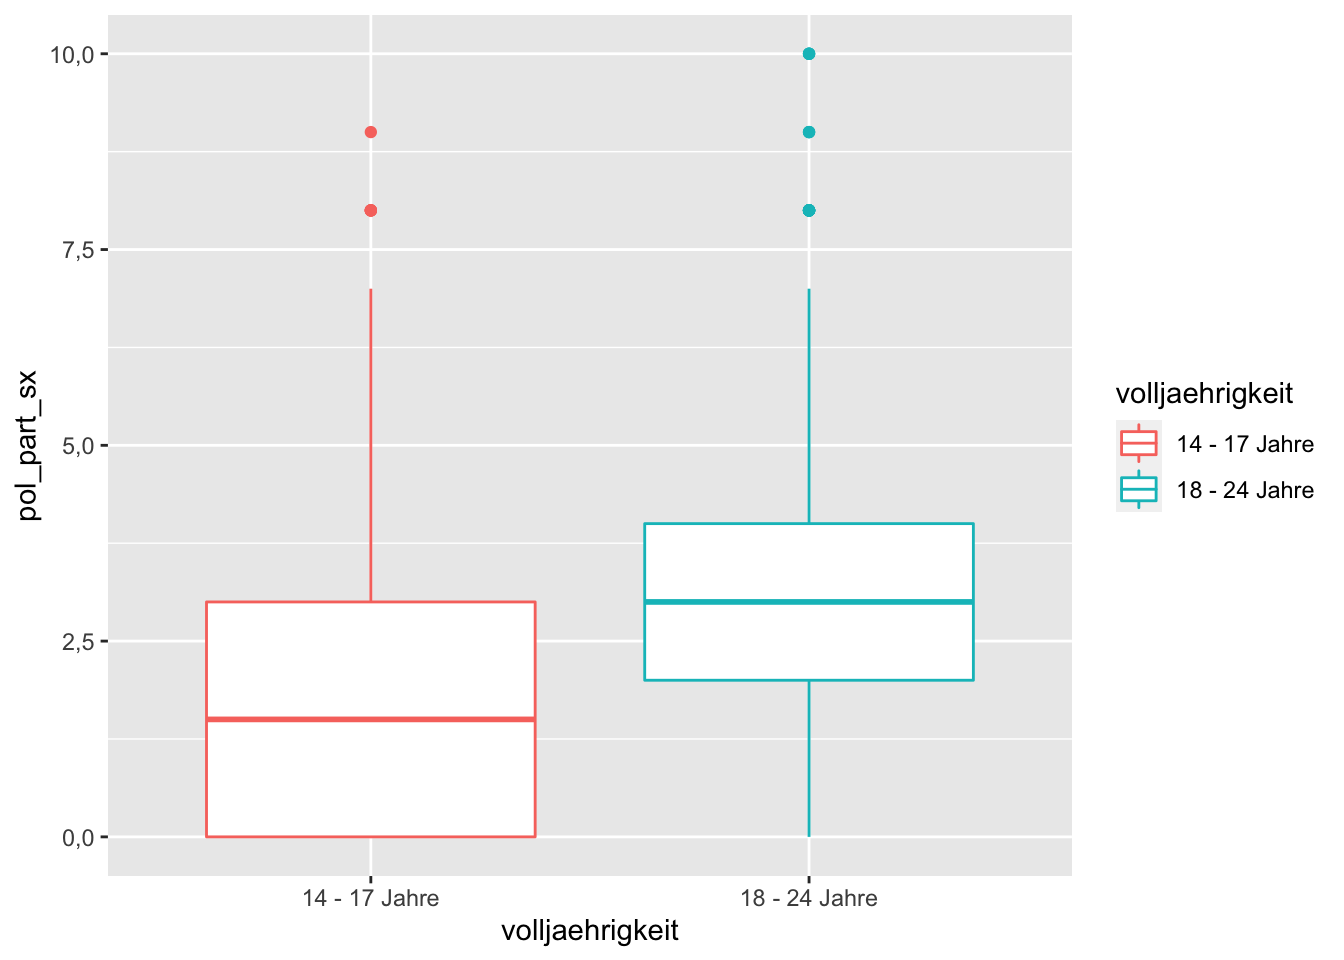 pol_part_sx
10,0
7,5
5,0
2,5
0,0
14 - 17 Jahre
18 - 24 Jahre
volljaehrigkeit
volljaehrigkeit
14 - 17 Jahre
18 - 24 Jahre